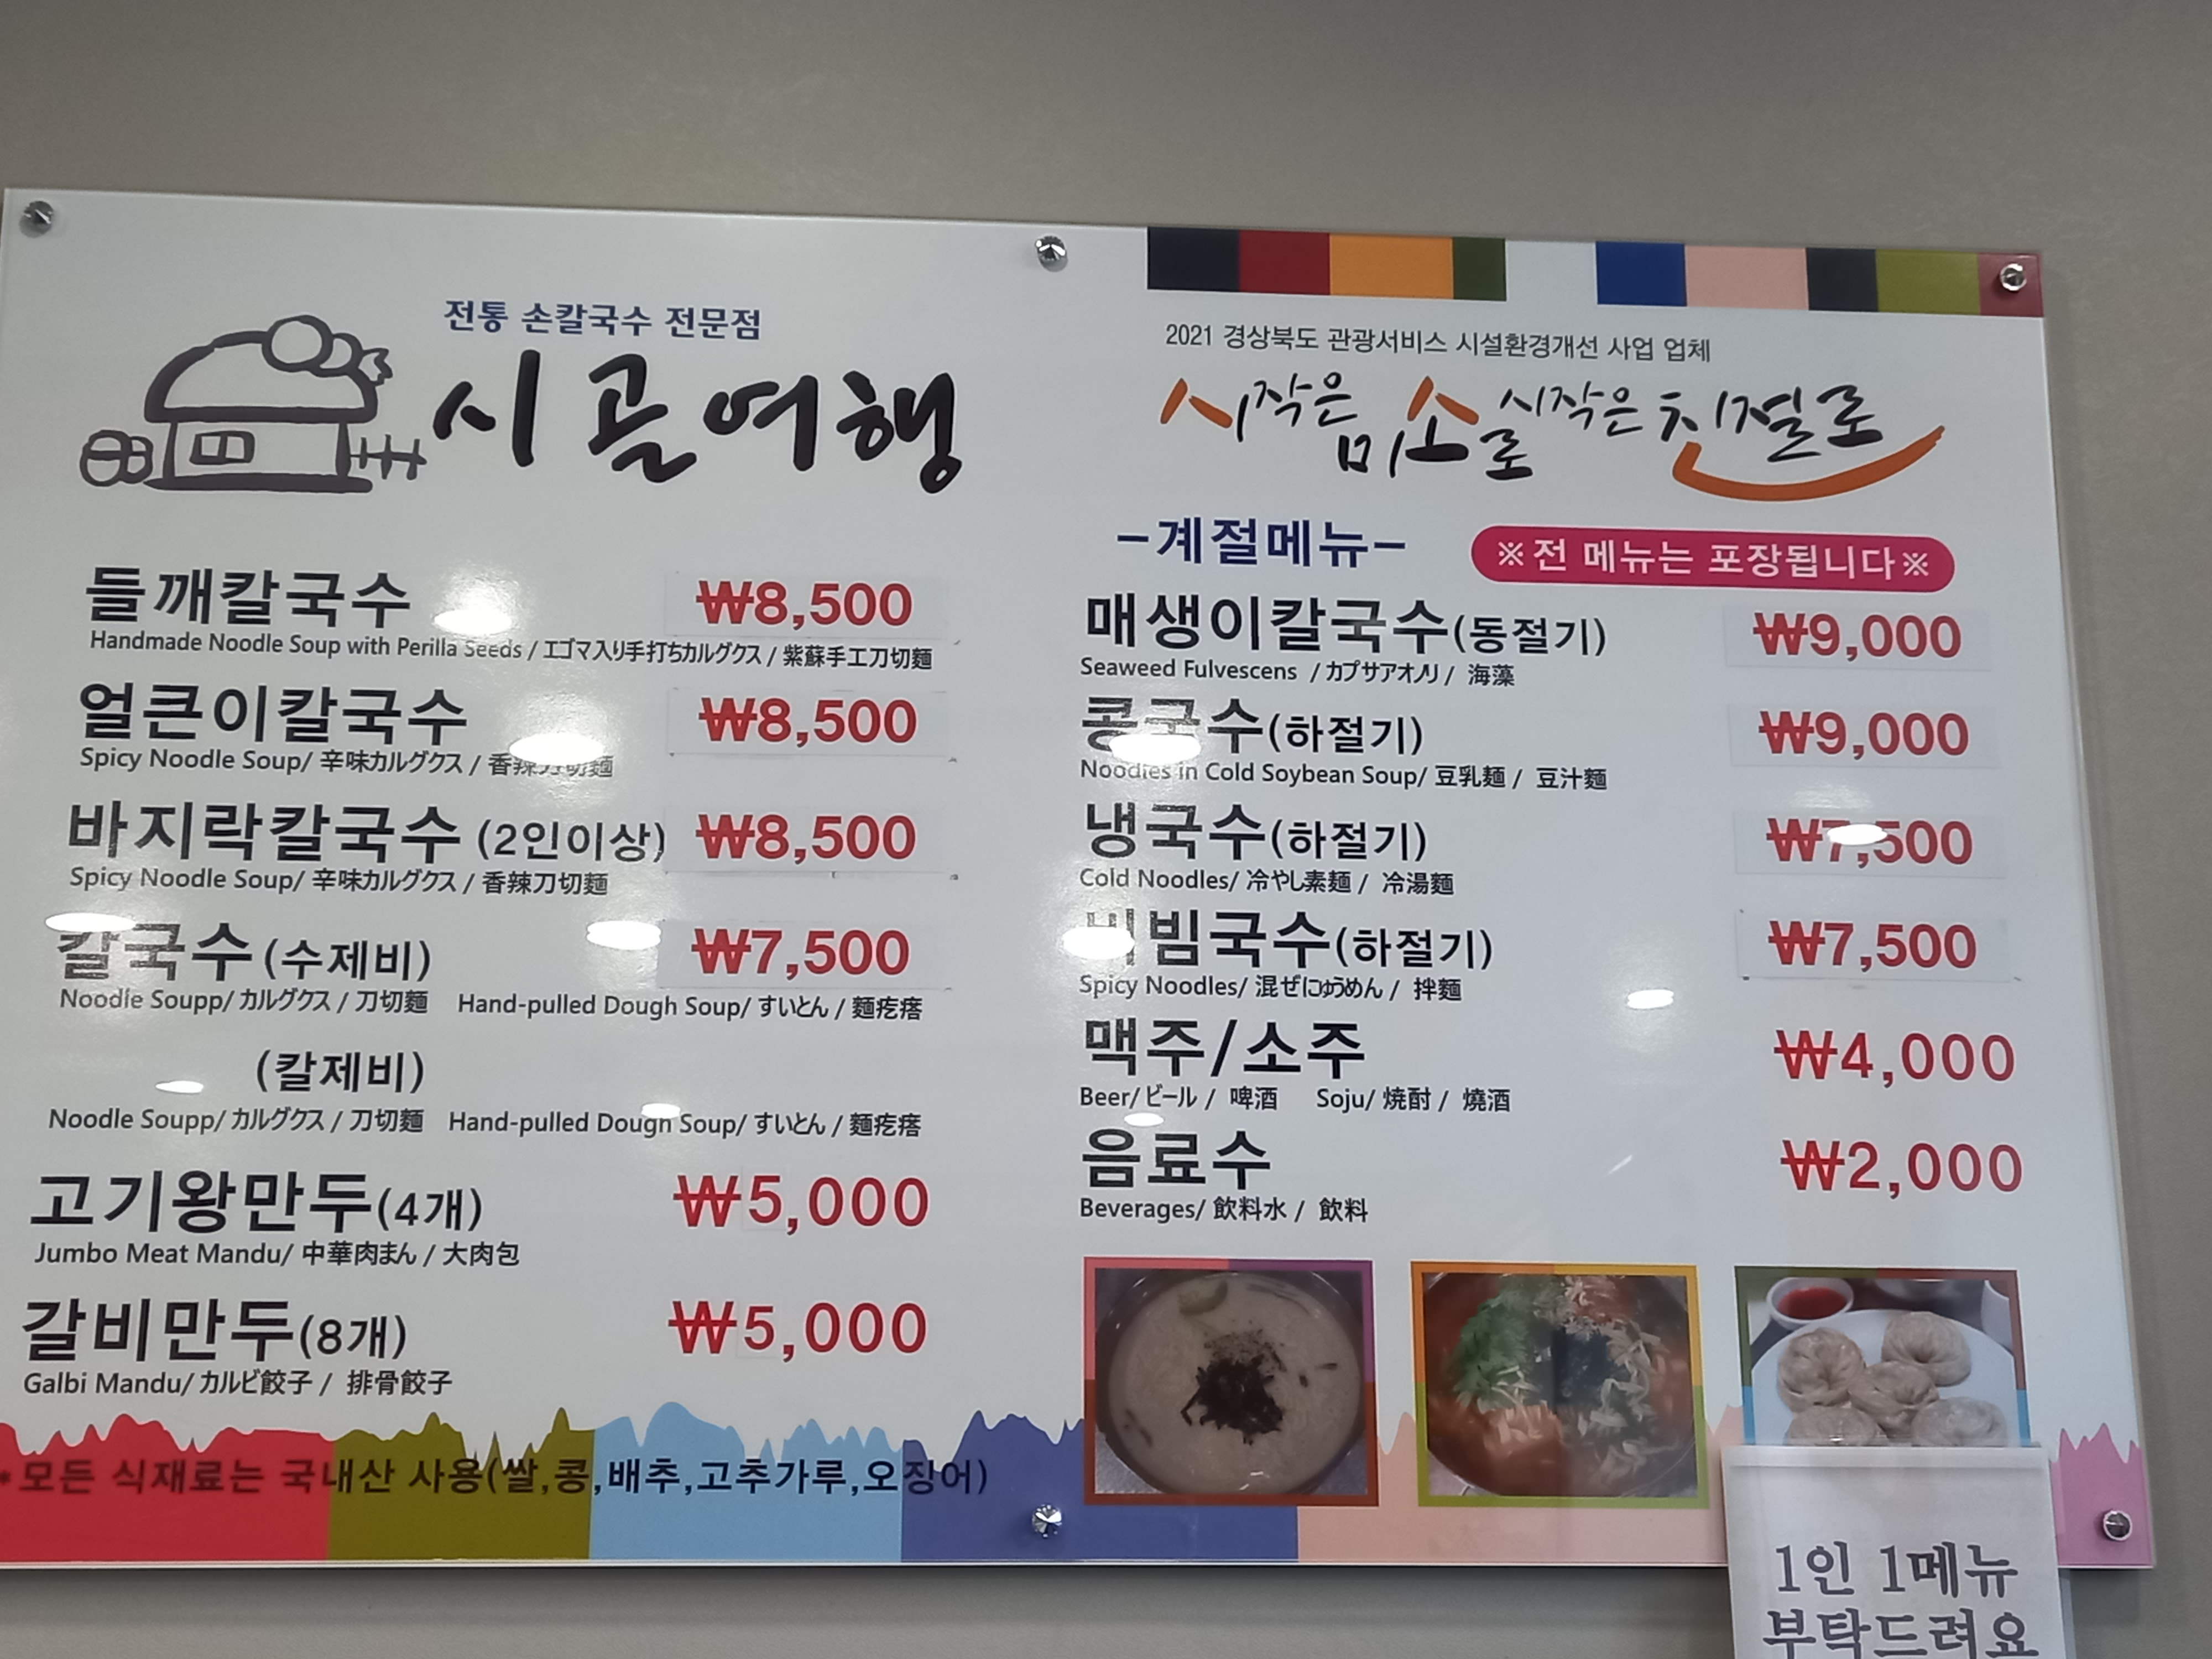 전통 손칼국수 전문점
시골여행
들깨칼국수 ₩8,500
Handmade Noodle Soup with Perilla Seeds / エゴマ入り手打ちカルグクス / 紫蘇手工刀切麵
얼큰이칼국수 ₩8,500
Spicy Noodle Soup/ 辛味カルグクス / 香辣刀切麵
바지락칼국수 (2인이상) ₩8,500
Spicy Noodle Soup/ 辛味カルグクス / 香辣刀切麵
칼국수(수제비) ₩7,500
Noodle Soupp/ カルグクス / 刀切麵 Hand-pulled Dough Soup/ すいとん / 麵疙瘩
(칼제비)
Noodle Soupp/ カルグクス / 刀切麵 Hand-pulled Dough Soup/ すいとん / 麵疙瘩
고기왕만두(4개) ₩5,000
Jumbo Meat Mandu/ 中華肉まん / 大肉包
갈비만두(8개) ₩5,000
Galbi Mandu/ カルビ餃子 / 排骨餃子
*모든 식재료는 국내산 사용(쌀,콩,배추,고추가루,오징어)
2021 경상북도 관광서비스 시설환경개선 사업 업체
시작은 미소로 시작은 친절로
-계절메뉴- ※전 메뉴는 포장됩니다※
매생이칼국수(동절기) ₩9,000
Seaweed Fulvescens / カプサアオノリ / 海藻
콩국수(하절기) ₩9,000
Noodles in Cold Soybean Soup/ 豆乳麺 / 豆汁麵
냉국수(하절기) ₩7,500
Cold Noodles/ 冷やし素麺 / 冷湯麵
비빔국수(하절기) ₩7,500
Spicy Noodles/ 混ぜにゅうめん / 拌麵
맥주/소주 ₩4,000
Beer/ ビール / 啤酒 Soju/ 焼酎 / 燒酒
음료수 ₩2,000
Beverages/ 飲料水 / 飲料
1인 1메뉴
부탁드려요